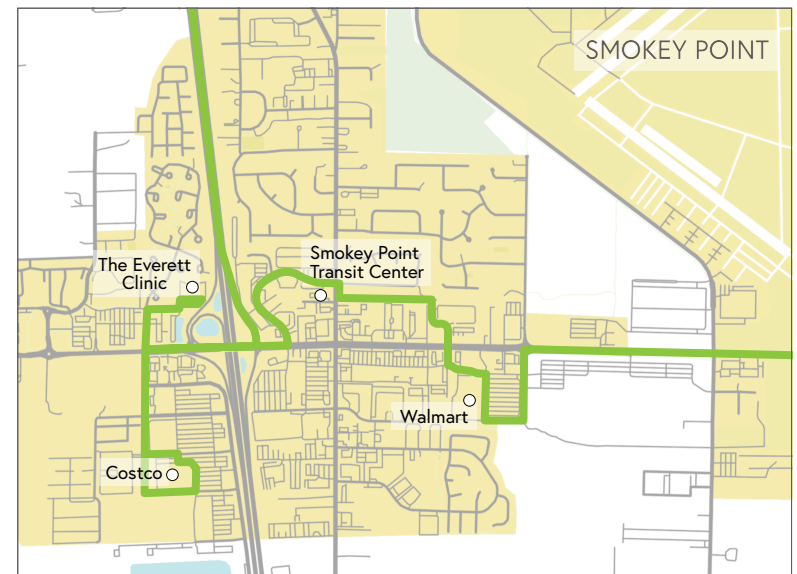 SMOKEY POINT
Smokey Point
Transit Center
The Everett
Clinic
Walmart
Costco